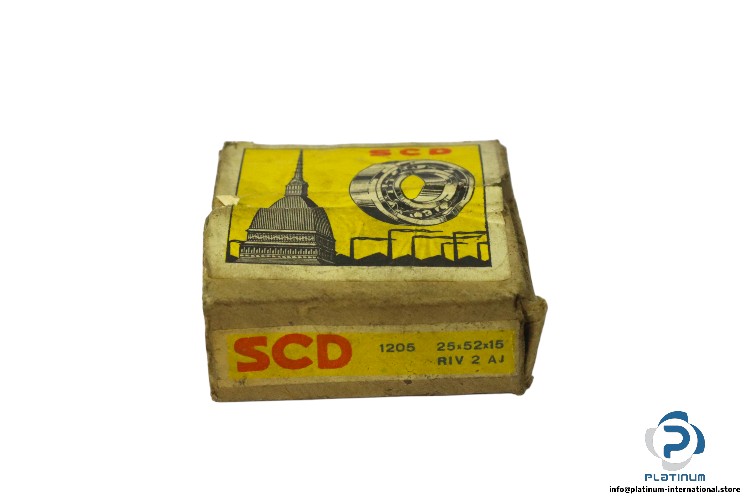 SCD
SCD
1205 25x52x15
RIV 2 AJ
PLATINUM
info@platinum-international.store